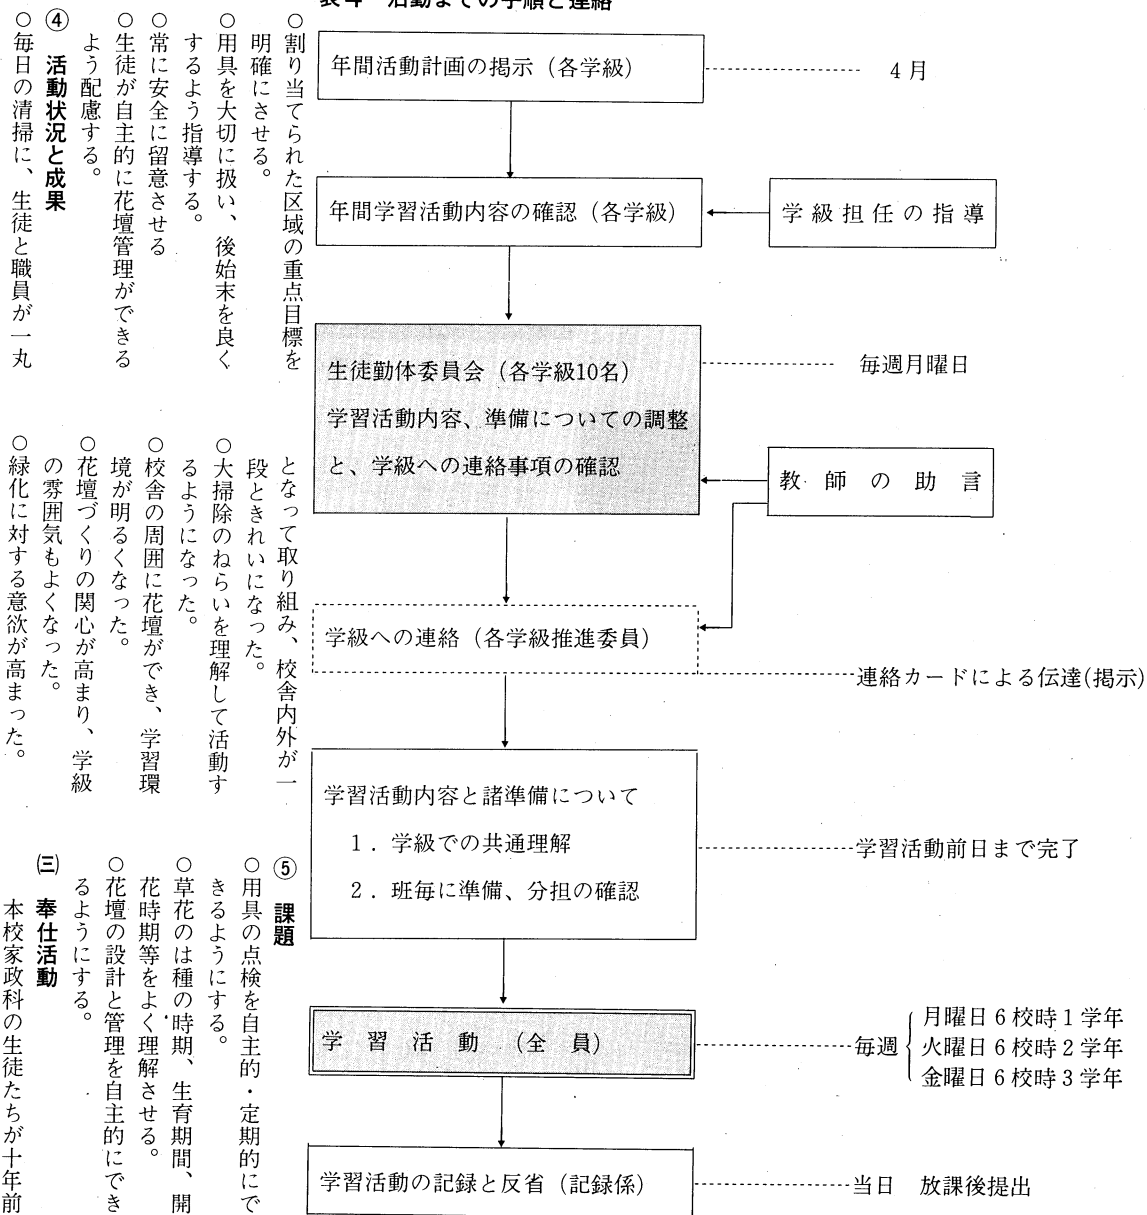 ○割り当てられた区域の重点目標を
明確にさせる。
○用具を大切に扱い、後始末を良く
するよう指導する。
○常に安全に留意させる
○生徒が自主的に花壇管理ができる
よう配慮する。
④ 活動状況と成果
○毎日の清掃に、生徒と職員が一丸
となって取り組み、校舎内外が一
段ときれいになった。
○大掃除のねらいを理解して活動す
るようになった。
○校舎の周囲に花壇ができ、学習環
境が明るくなった。
○花壇づくりの関心が高まり、学級
の雰囲気もよくなった。
○緑化に対する意欲が高まった。
⑤ 課題
○用具の点検を自主的・定期的にで
きるようにする。
○草花のは種の時期、生育期間、開
花時期等をよく理解させる。
○花壇の設計と管理を自主的にでき
るようにする。
㈢ 奉仕活動
本校家政科の生徒たちが十年前
表4 活動までの手順と連絡
年間活動計画の掲示(各学級)
4月
年間学習活動内容の確認(各学級)
学級担任の指導
生徒勤体委員会(各学級10名)
学習活動内容、準備についての調整
と、学級への連絡事項の確認
毎週月曜日
教師の助言
学級への連絡(各学級推進委員)
連絡カードによる伝達(掲示)
学習活動内容と諸準備について
1.学級での共通理解
2.班毎に準備、分担の確認
学習活動前日まで完了
学習活動(全員)
毎週
月曜日6校時1学年
火曜日6校時2学年
金曜日6校時3学年
学習活動の記録と反省(記録係)
当日 放課後提出